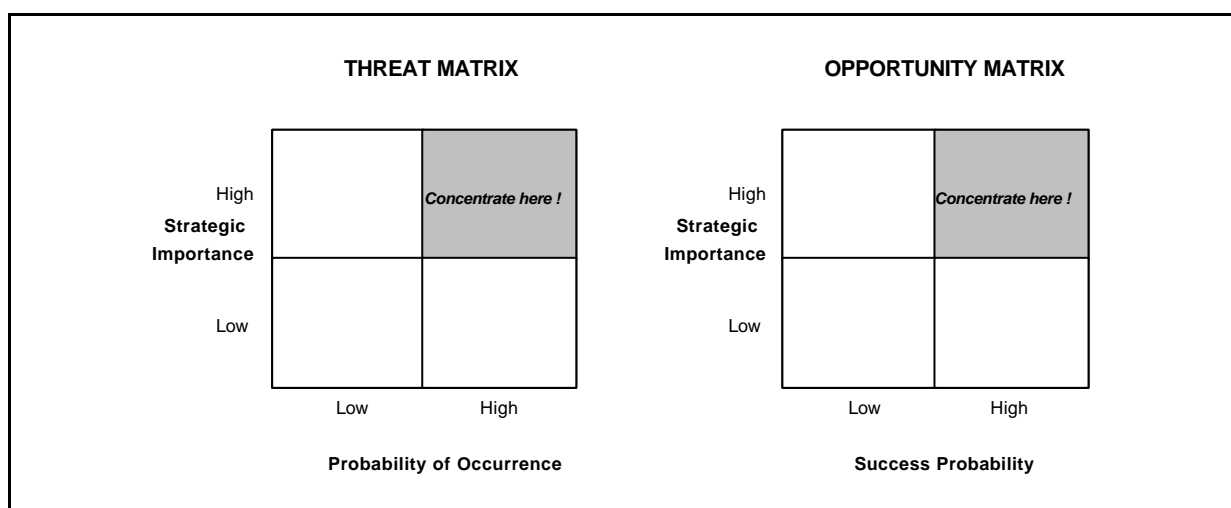 THREAT MATRIX
High
Strategic
Importance
Concentrate here !
Low
Low High
Probability of Occurrence
OPPORTUNITY MATRIX
High
Strategic
Importance
Concentrate here !
Low
Low High
Success Probability